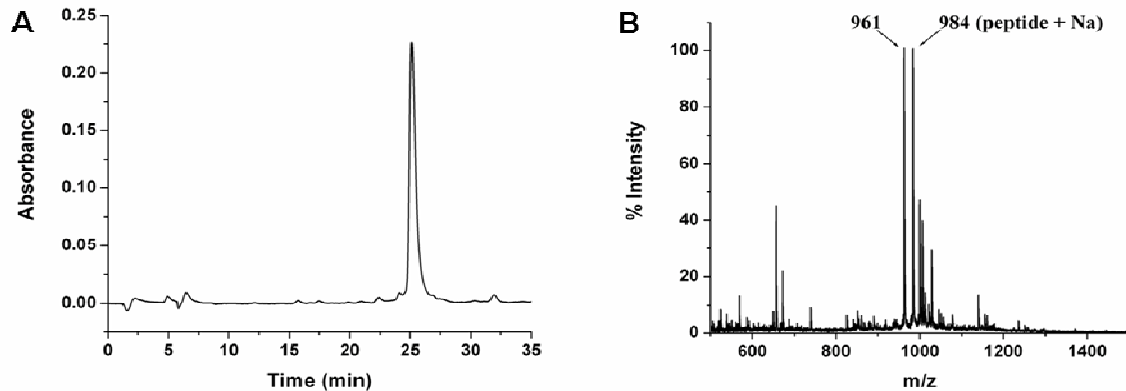 A
0.25
0.20
0.15
0.10
0.05
0.00
Absorbance
0 5 10 15 20 25 30 35
Time (min)
B
961 984 (peptide + Na)
100
80
60
40
20
0
% Intensity
600 800 1000 1200 1400
m/z